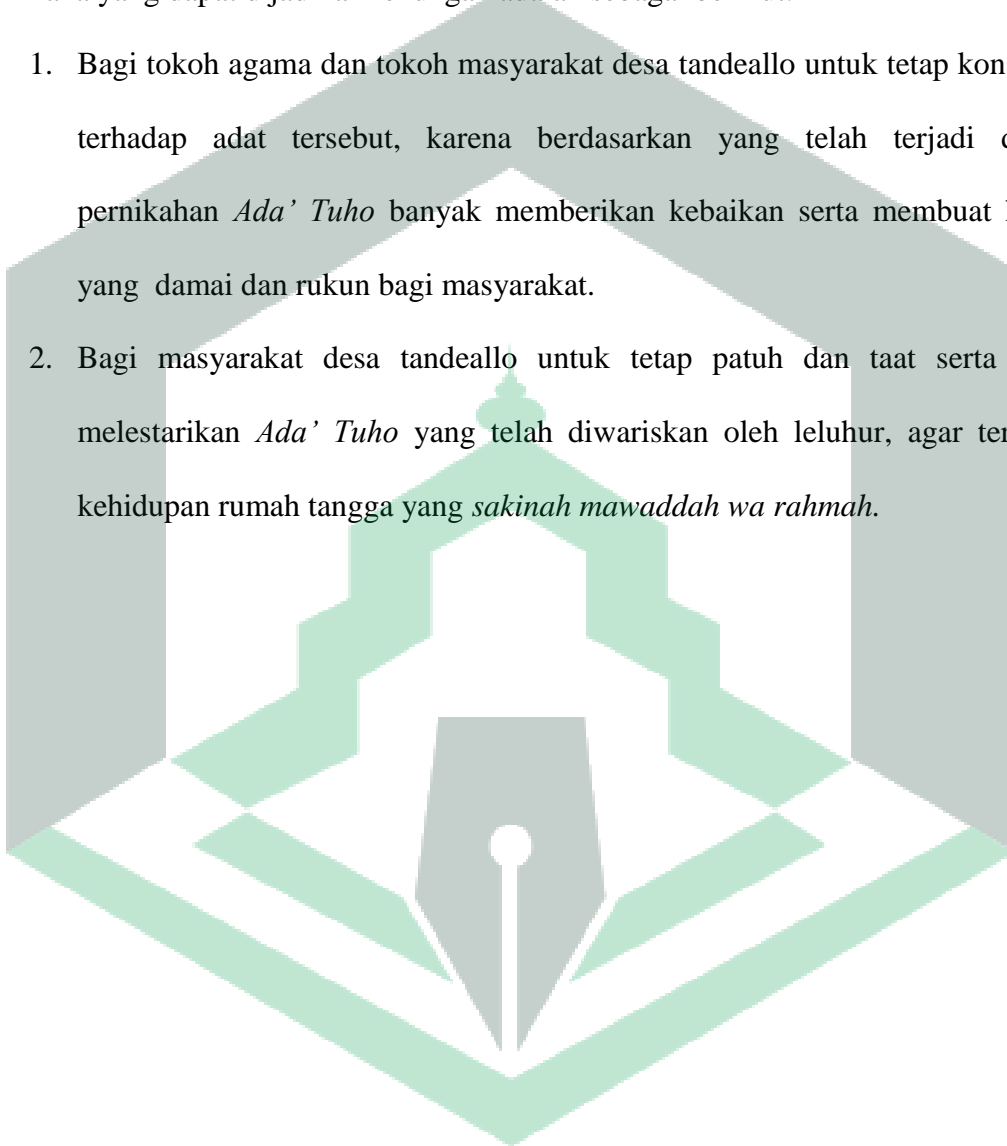 1. Bagi tokoh agama dan tokoh masyarakat desa tandeallo untuk tetap
terhadap adat tersebut, karena berdasarkan yang telah terjadi
pernikahan Ada’ Tuho banyak memberikan kebaikan serta membuat
yang damai dan rukun bagi masyarakat.
2. Bagi masyarakat desa tandeallo untuk tetap patuh dan taat serta
melestarikan Ada’ Tuho yang telah diwariskan oleh leluhur, agar
kehidupan rumah tangga yang sakinah mawaddah wa rahmah.